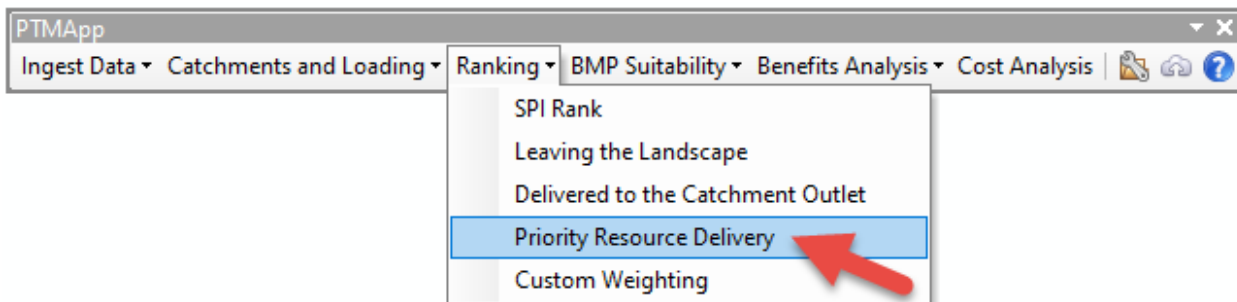 PTMApp
Ingest Data Catchments and Loading Ranking BMP Suitability Benefits Analysis Cost Analysis
SPI Rank
Leaving the Landscape
Delivered to the Catchment Outlet
Priority Resource Delivery
Custom Weighting